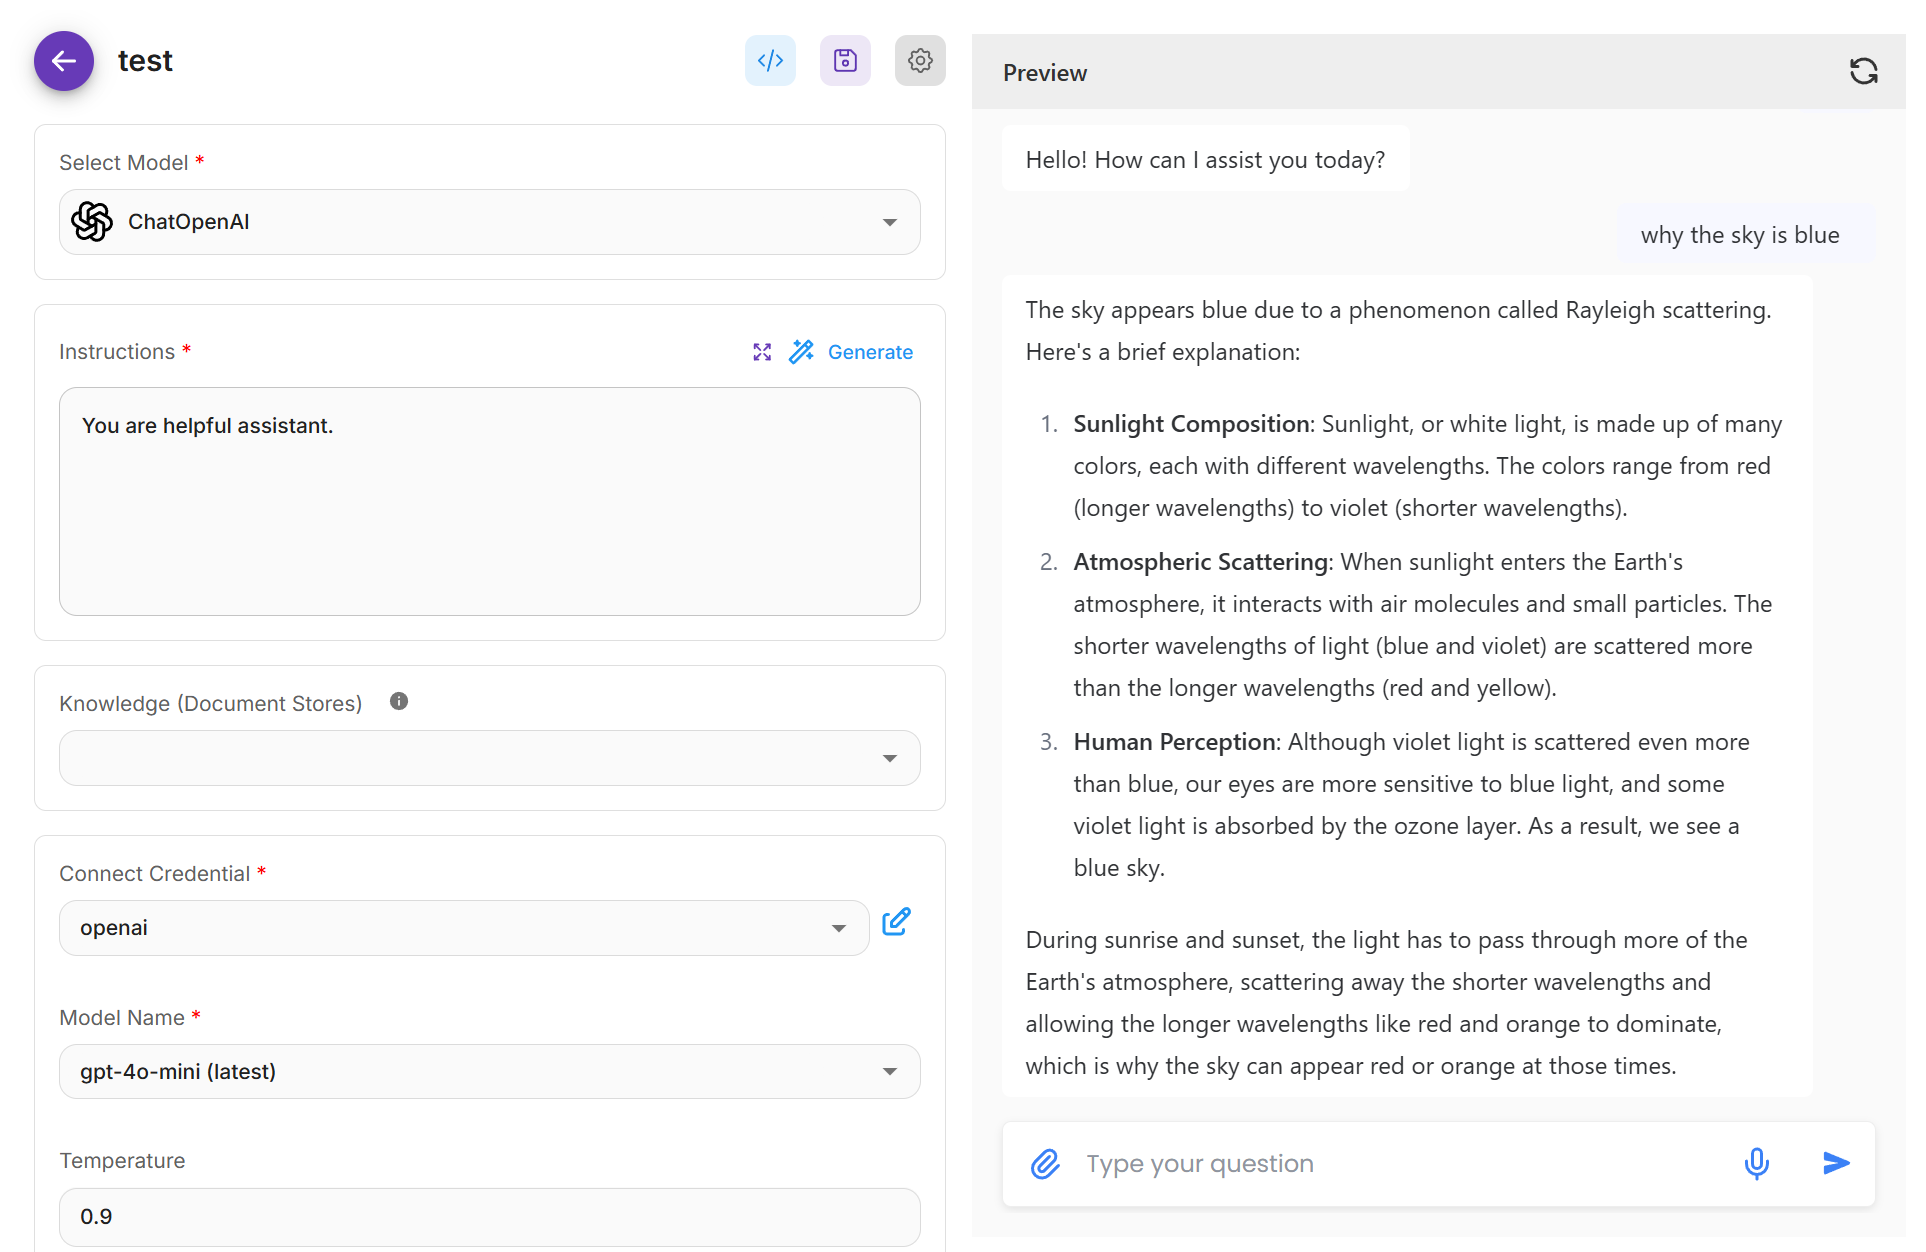 test
Select Model *
ChatOpenAI
Instructions *
Generate
You are helpful assistant.
Knowledge (Document Stores)
Connect Credential *
openai
Model Name *
gpt-4o-mini (latest)
Temperature
0.9
Preview
Hello! How can I assist you today?
why the sky is blue
The sky appears blue due to a phenomenon called Rayleigh scattering.
Here's a brief explanation:
1. Sunlight Composition: Sunlight, or white light, is made up of many
colors, each with different wavelengths. The colors range from red
(longer wavelengths) to violet (shorter wavelengths).
2. Atmospheric Scattering: When sunlight enters the Earth's
atmosphere, it interacts with air molecules and small particles. The
shorter wavelengths of light (blue and violet) are scattered more
than the longer wavelengths (red and yellow).
3. Human Perception: Although violet light is scattered even more
than blue, our eyes are more sensitive to blue light, and some
violet light is absorbed by the ozone layer. As a result, we see a
blue sky.
During sunrise and sunset, the light has to pass through more of the
Earth's atmosphere, scattering away the shorter wavelengths and
allowing the longer wavelengths like red and orange to dominate,
which is why the sky can appear red or orange at those times.
Type your question